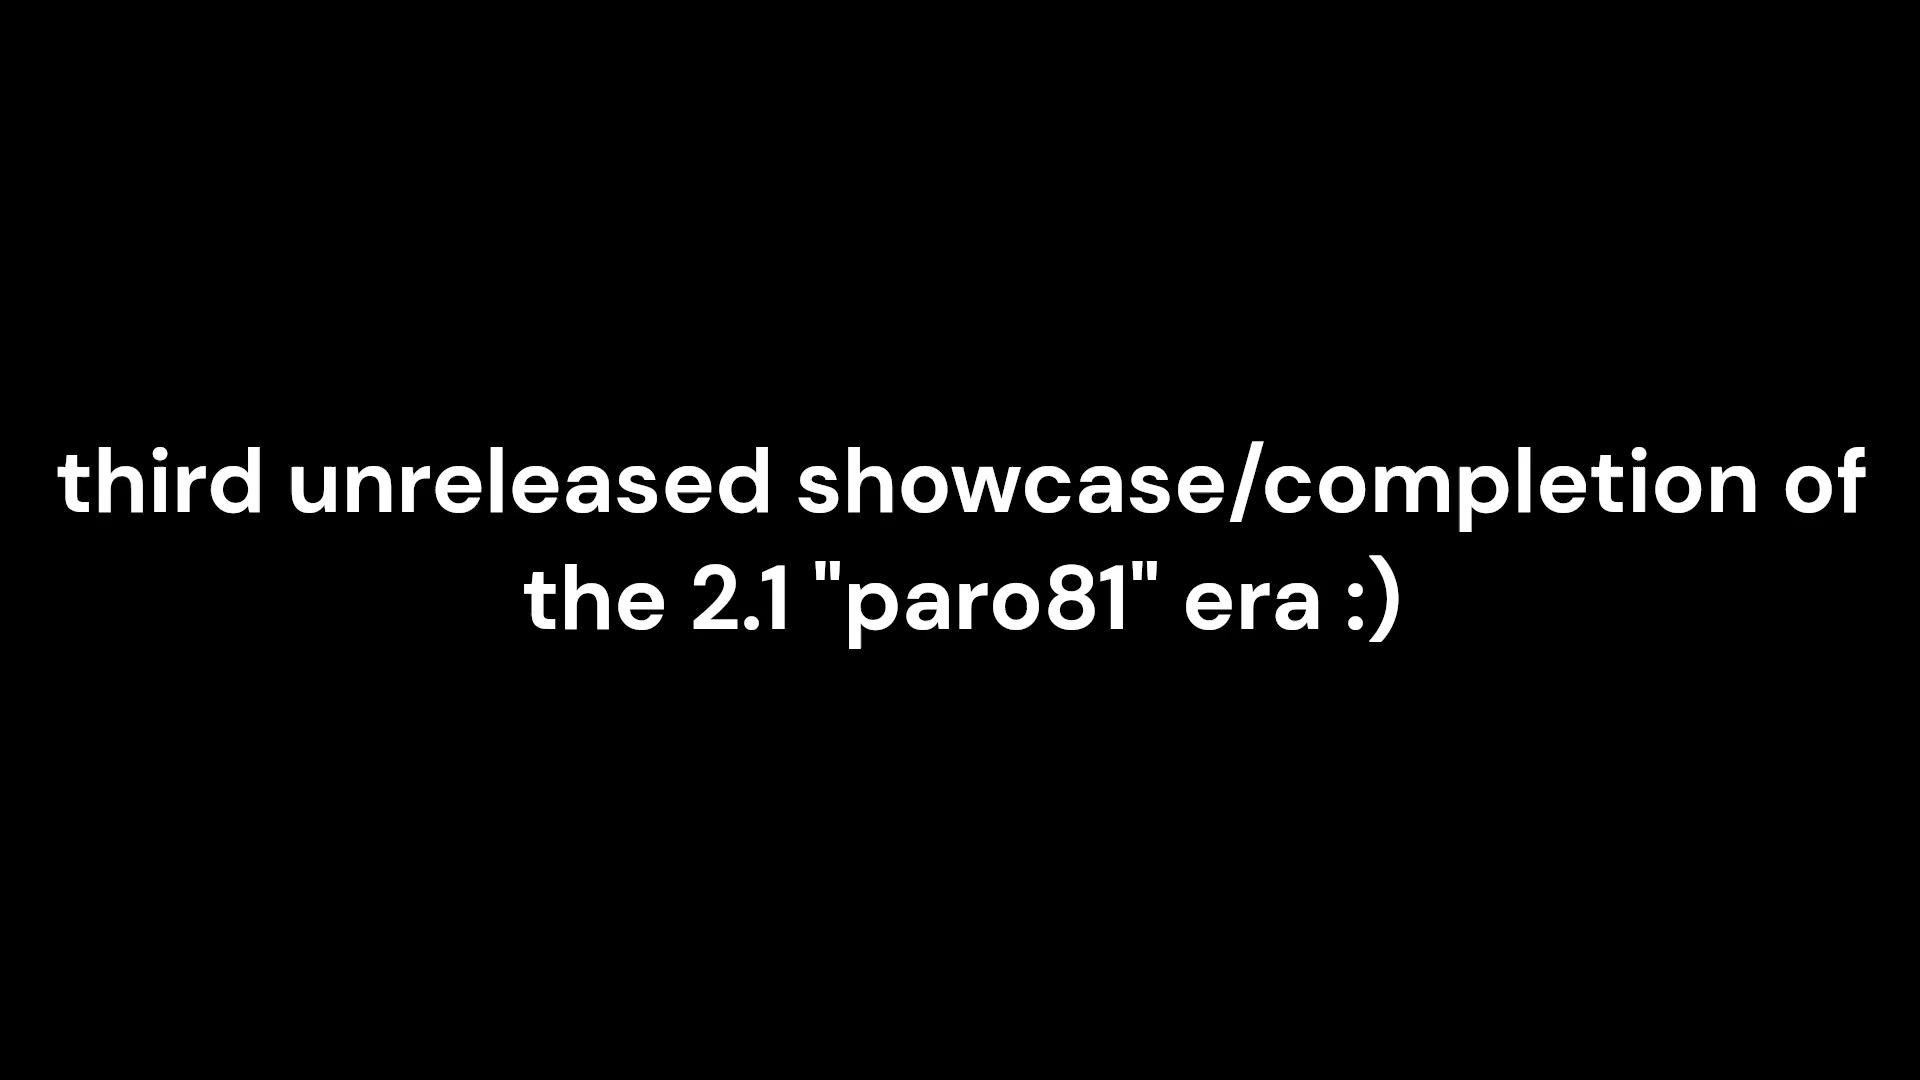 third unreleased showcase/completion of
the 2.1 "paro81" era :)